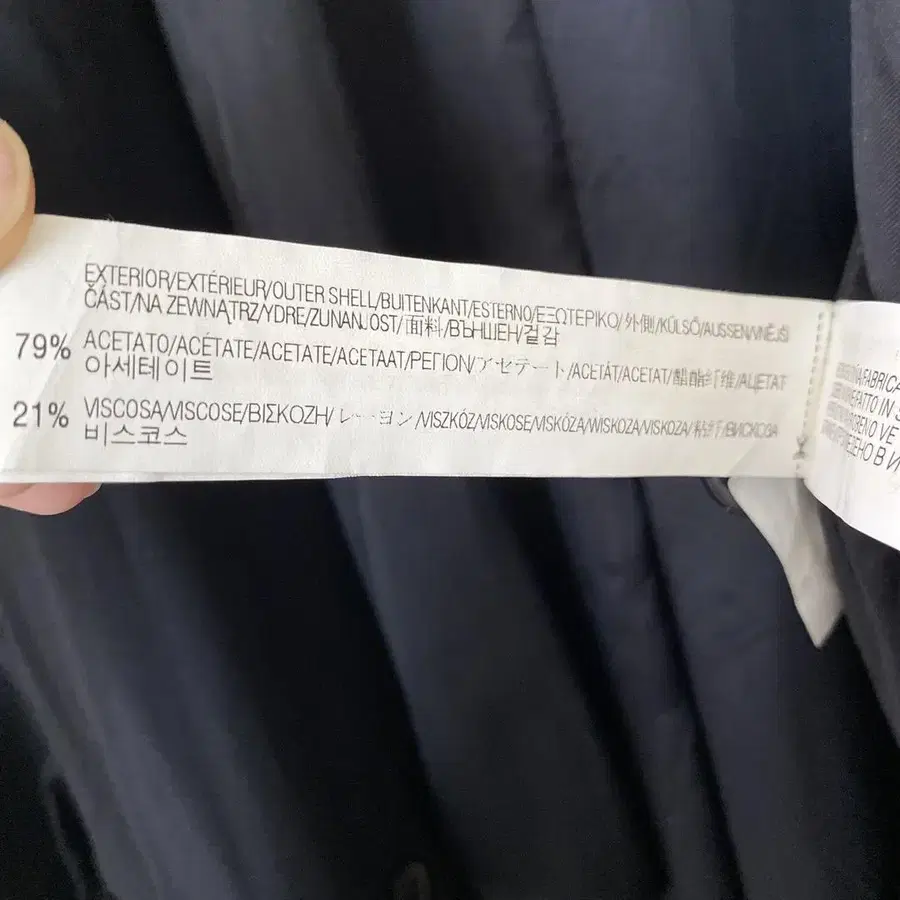 EXTERIOR/EXTÉRIEUR/OUTER SHELL/BUITENKANT/ESTERNO/ΕΞΩΤΕΡΙΚΟ/外側/KÜLSŐ/AUSSEN/VNĚJŠÍ
ČÁST/NA ZEWNĄTRZ/YDRE/ZUNANJOST/面料/ВЪНШЕН/겉감
79% ACETATO/ACÉTATE/ACETATE/ACETAAT/ΡΕΓΙΟΝ/アセテート/ACETÁT/ACETAT/醋酯纤维/АЦЕТАТ
아세테이트
21% VISCOSA/VISCOSE/ΒΙΣΚΟΖΗ/レーヨン/VISZKÓZ/VISKOSE/VISKÓZA/WISKOZA/VISKOZA/粘纤/ВИСКОЗА
비스코스